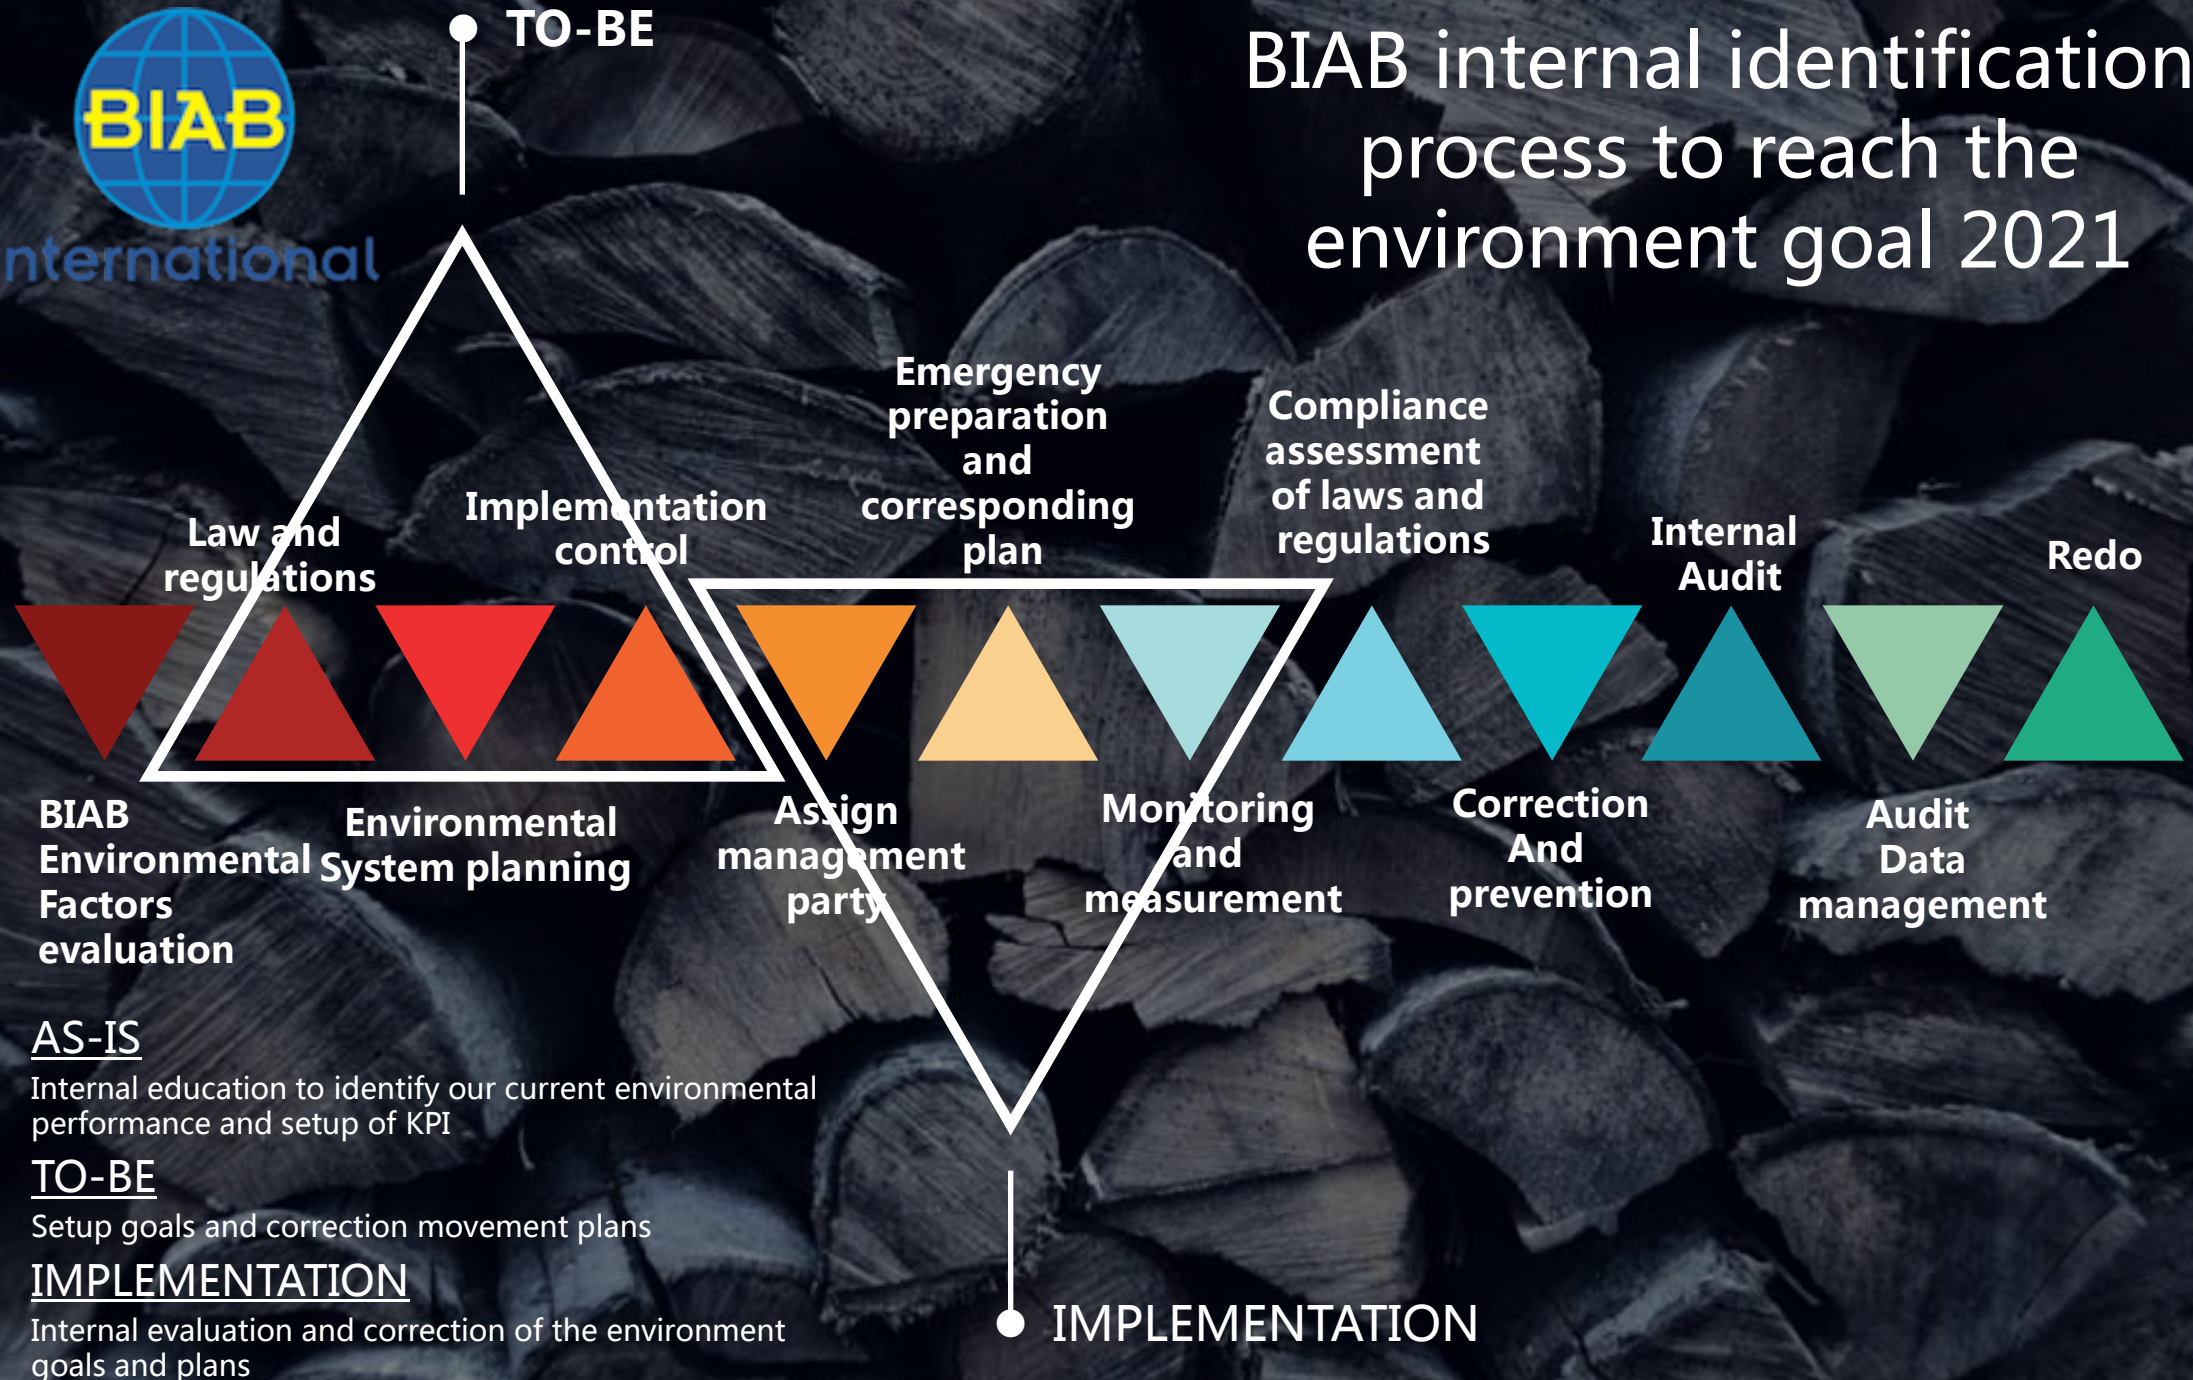 BIAB
nternational
TO-BE
BIAB internal identification
process to reach the
environment goal 2021
Law and
regulations
Implementation
control
Emergency
preparation
and
corresponding
plan
Compliance
assessment
of laws and
regulations
Internal
Audit
Redo
BIAB
Environmental
Factors
evaluation
Environmental
System planning
Assign
management
party
Monitoring
and
measurement
Correction
And
prevention
Audit
Data
management
AS-IS
Internal education to identify our current environmental
performance and setup of KPI
TO-BE
Setup goals and correction movement plans
IMPLEMENTATION
Internal evaluation and correction of the environment
goals and plans
IMPLEMENTATION